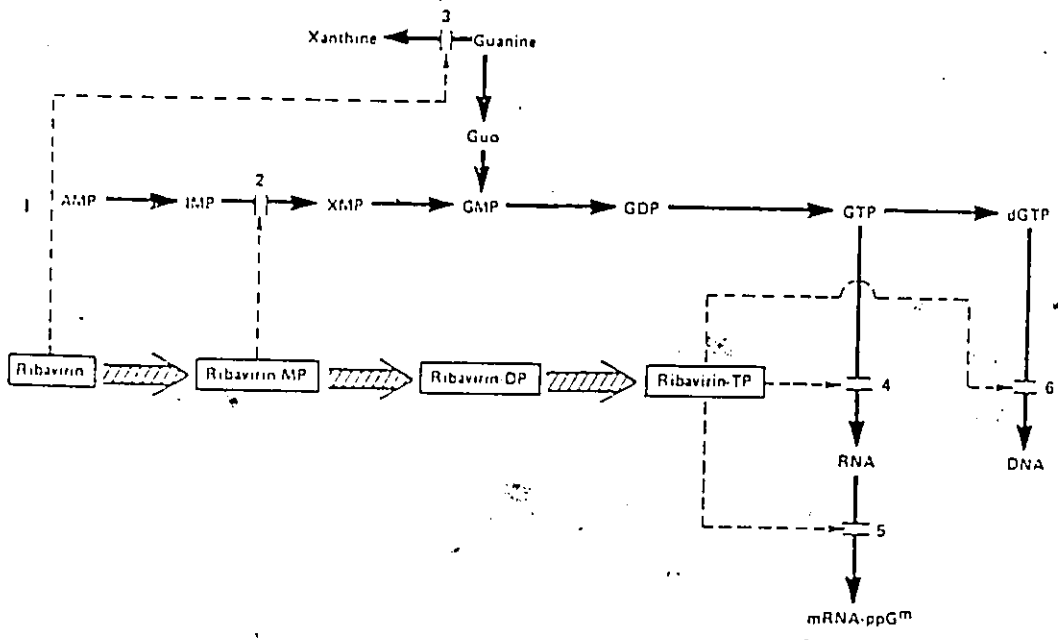 3
Xanthine Guanine
Guo
2
1 AMP IMP XMP GMP GDP GTP dGTP
Ribavirin Ribavirin-MP Ribavirin-DP Ribavirin-TP 4 6
RNA DNA
5
mRNA-ppGᵐ